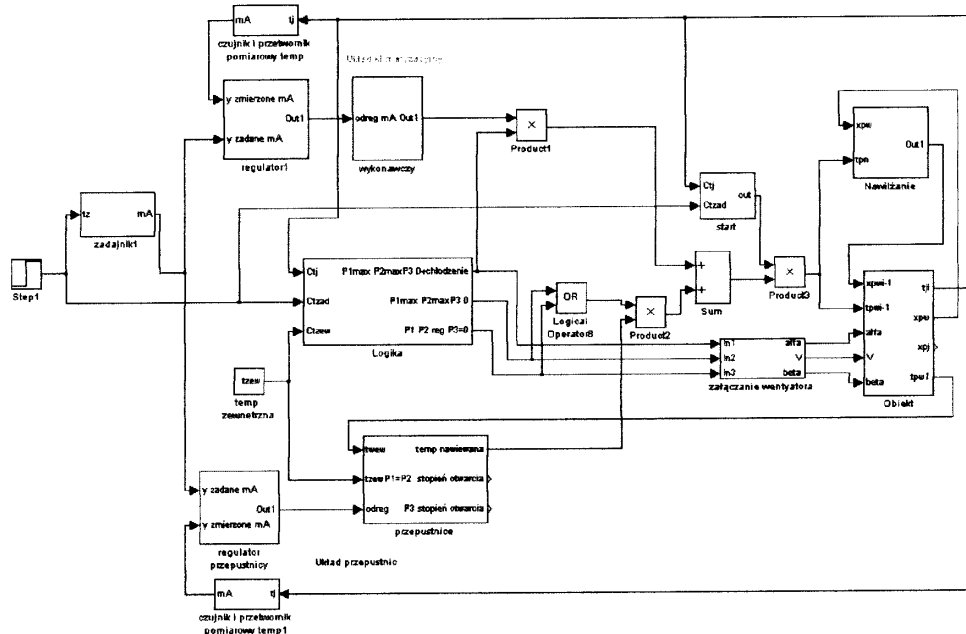 mA tj
czujnik i przetwornik
pomiarowy temp
y zmierzone mA
Out1
y zadane mA
regulator1
odreg mA Out1
wykonawczy
×
Product1
xpw
Out1
tpn
Nawilżanie
Ctj
out
Ctzad
start
tz mA
zadajnik1
Step1
Ctj
P1max P2maxP3 0=chłodzenie
Ctzad
P1max P2maxP3 0
Ctzew
P1 P2 reg P3=0
Logika
OR
Logical
Operator8
×
Product2
+
+
Sum
×
Product3
xpwi-1
tji
tpwi-1
xpw
alfa
xpj
V
tpw1
beta
Obiekt
In1 alfa
In2 V
In3 beta
załączanie wentyatora
tzew
temp
zewnetrzna
twew temp nawiewana
tzew P1=P2 stopień otwarcia
odreg P3 stopień otwarcia
przepustnice
y zadane mA
Out1
y zmierzone mA
regulator
przepustnicy
Układ przepustnic
mA tj
czujnik i przetwornik
pomiarowy temp1